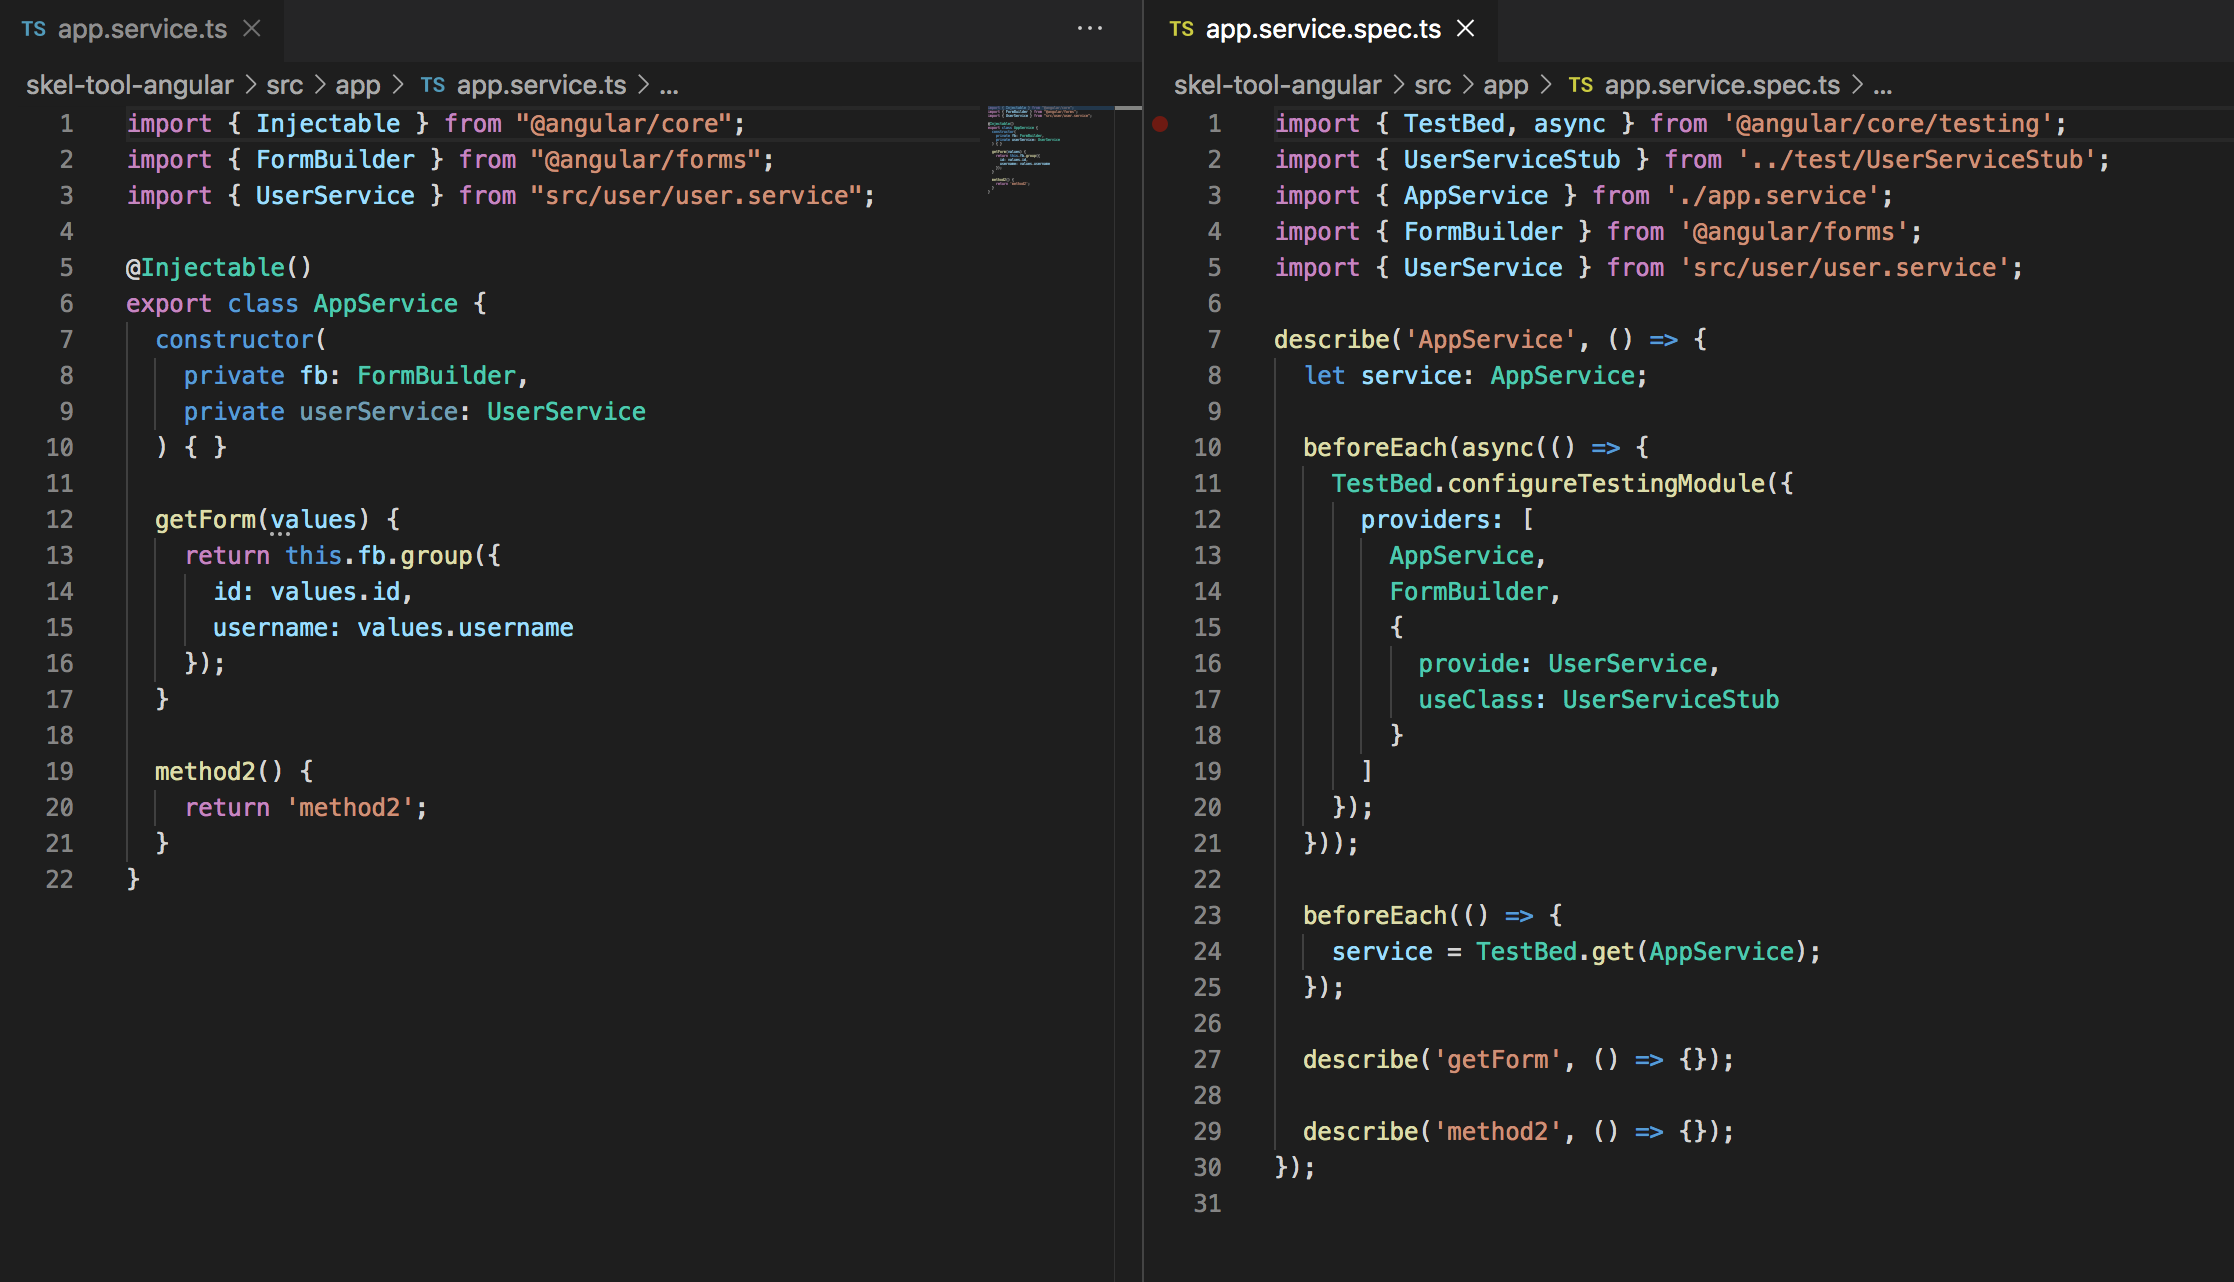 TS app.service.ts
skel-tool-angular > src > app > TS app.service.ts > ...
1 import { Injectable } from "@angular/core";
2 import { FormBuilder } from "@angular/forms";
3 import { UserService } from "src/user/user.service";
4
5 @Injectable()
6 export class AppService {
7   constructor(
8     private fb: FormBuilder,
9     private userService: UserService
10   ) { }
11
12   getForm(values) {
13     return this.fb.group({
14       id: values.id,
15       username: values.username
16     });
17   }
18
19   method2() {
20     return 'method2';
21   }
22 }
TS app.service.spec.ts
skel-tool-angular > src > app > TS app.service.spec.ts > ...
1 import { TestBed, async } from '@angular/core/testing';
2 import { UserServiceStub } from '../test/UserServiceStub';
3 import { AppService } from './app.service';
4 import { FormBuilder } from '@angular/forms';
5 import { UserService } from 'src/user/user.service';
6
7 describe('AppService', () => {
8   let service: AppService;
9
10   beforeEach(async(() => {
11     TestBed.configureTestingModule({
12       providers: [
13         AppService,
14         FormBuilder,
15         {
16           provide: UserService,
17           useClass: UserServiceStub
18         }
19       ]
20     });
21   }));
22
23   beforeEach(() => {
24     service = TestBed.get(AppService);
25   });
26
27   describe('getForm', () => {});
28
29   describe('method2', () => {});
30 });
31